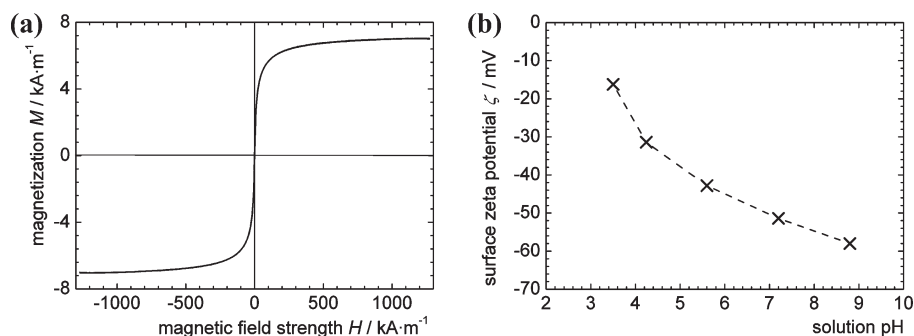 (a)
8
4
0
-4
-8
-1000 -500 0 500 1000
magnetization M / kA·m⁻¹
magnetic field strength H / kA·m⁻¹
(b)
0
-10
-20
-30
-40
-50
-60
-70
2 3 4 5 6 7 8 9 10
surface zeta potential ζ / mV
solution pH